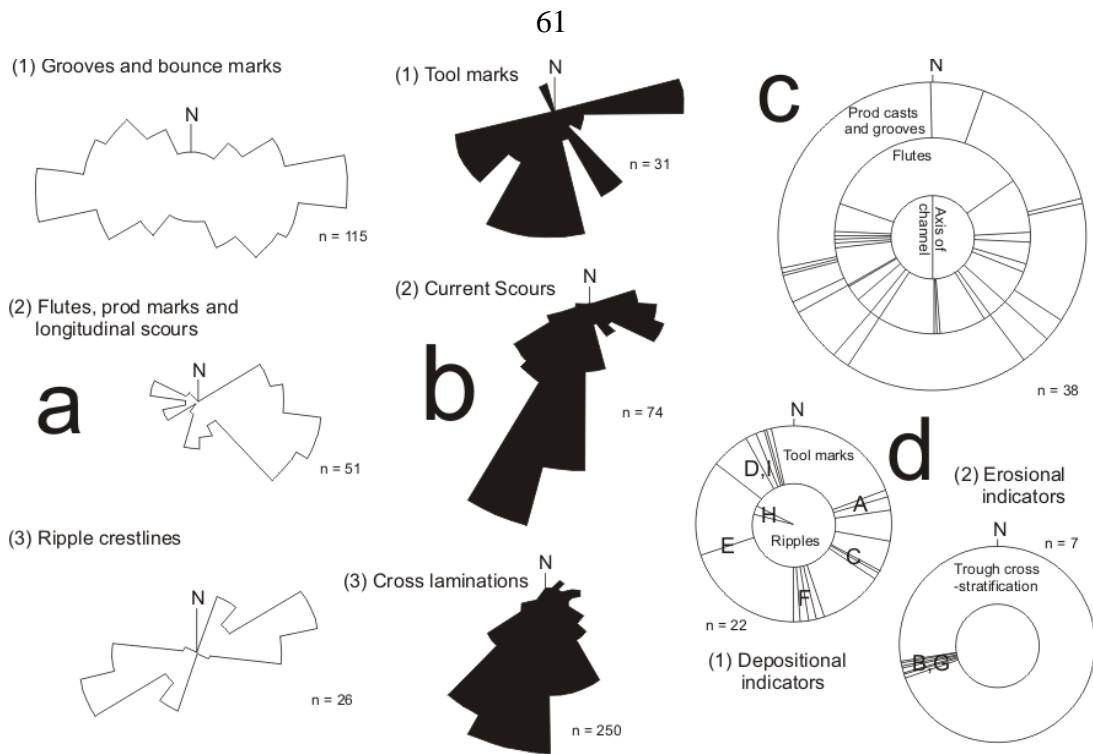 61
(1) Grooves and bounce marks
N
n = 115
(2) Flutes, prod marks and
longitudinal scours
N
a
n = 51
(3) Ripple crestlines
N
n = 26
(1) Tool marks
N
n = 31
(2) Current Scours
N
b
n = 74
(3) Cross laminations
N
n = 250
c
N
Prod casts
and grooves
Flutes
Axis of
channel
n = 38
d
N
Tool marks
D,I
A
H
E
Ripples
C
F
n = 22
(1) Depositional
indicators
(2) Erosional
indicators
N
n = 7
Trough cross
-stratification
B,G